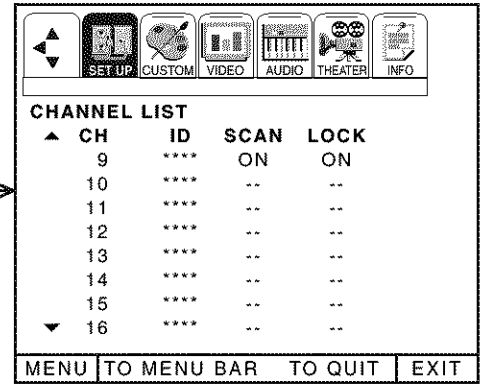 SET UP CUSTOM VIDEO AUDIO THEATER INFO
CHANNEL LIST
CH ID SCAN LOCK
9 **** ON ON
10 **** -- --
11 **** -- --
12 **** -- --
13 **** -- --
14 **** -- --
15 **** -- --
16 **** -- --
MENU TO MENU BAR TO QUIT EXIT